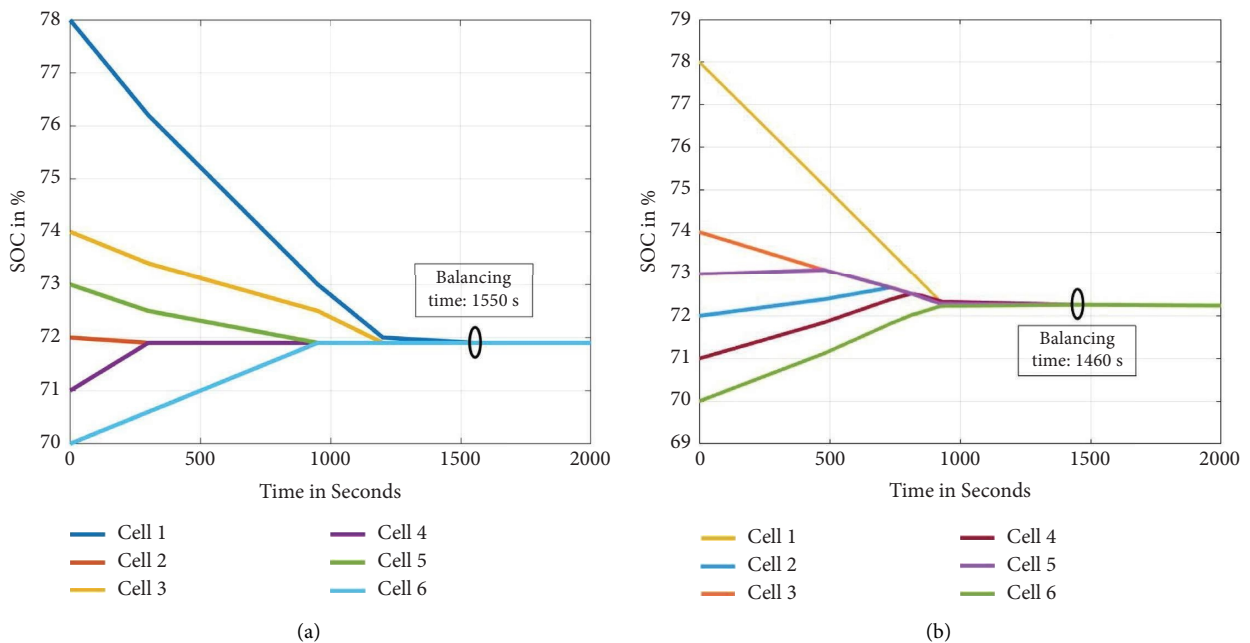 78
77
76
75
74
73
72
71
70
SOC in %
0
500
1000
1500
2000
Time in Seconds
Balancing
time: 1550 s
Cell 1
Cell 2
Cell 3
Cell 4
Cell 5
Cell 6
(a)
79
78
77
76
75
74
73
72
71
70
69
SOC in %
0
500
1000
1500
2000
Time in Seconds
Balancing
time: 1460 s
Cell 1
Cell 2
Cell 3
Cell 4
Cell 5
Cell 6
(b)